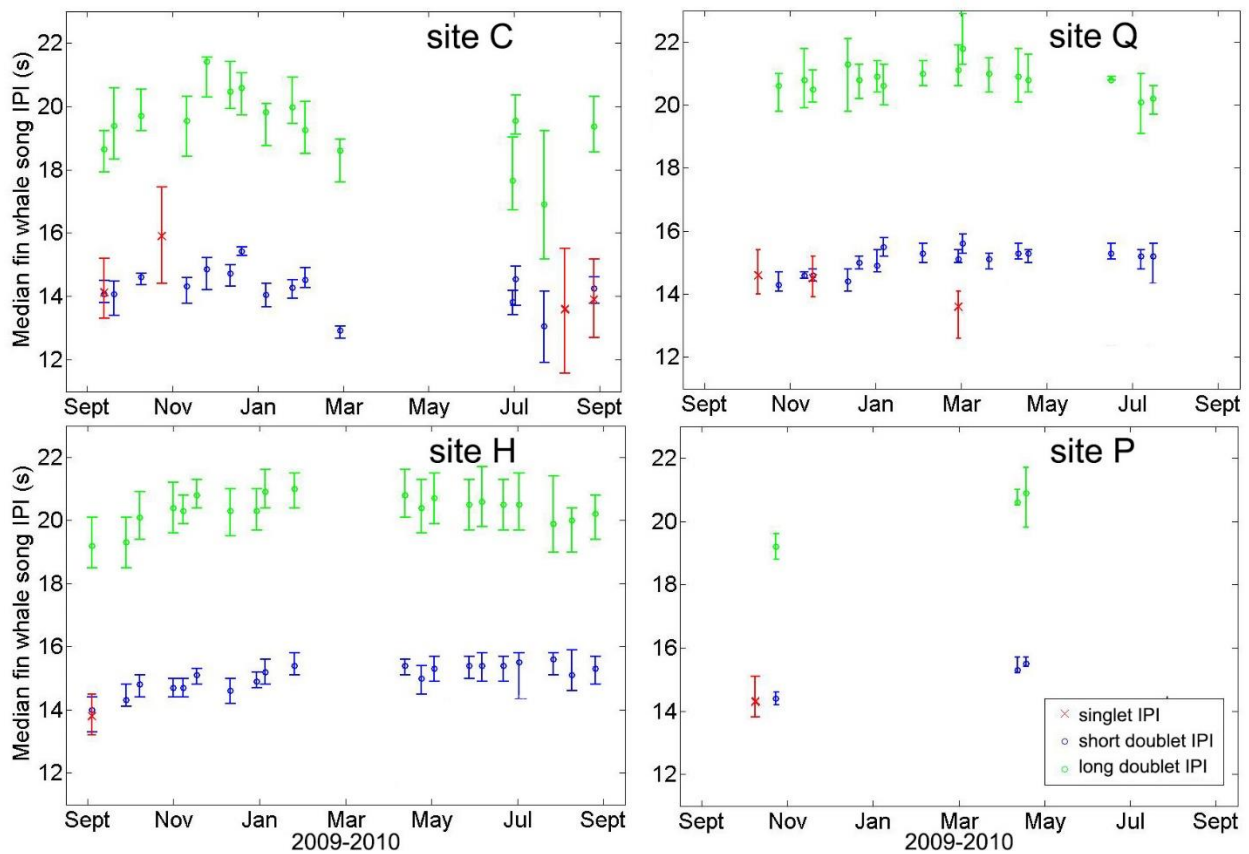 site C
22
20
18
16
14
12
Median fin whale song IPI (s)
Sept Nov Jan Mar May Jul Sept
site Q
22
20
18
16
14
12
Sept Nov Jan Mar May Jul Sept
site H
22
20
18
16
14
12
Median fin whale song IPI (s)
Sept Nov Jan Mar May Jul Sept
2009-2010
site P
22
20
18
16
14
12
singlet IPI
short doublet IPI
long doublet IPI
Sept Nov Jan Mar May Jul Sept
2009-2010